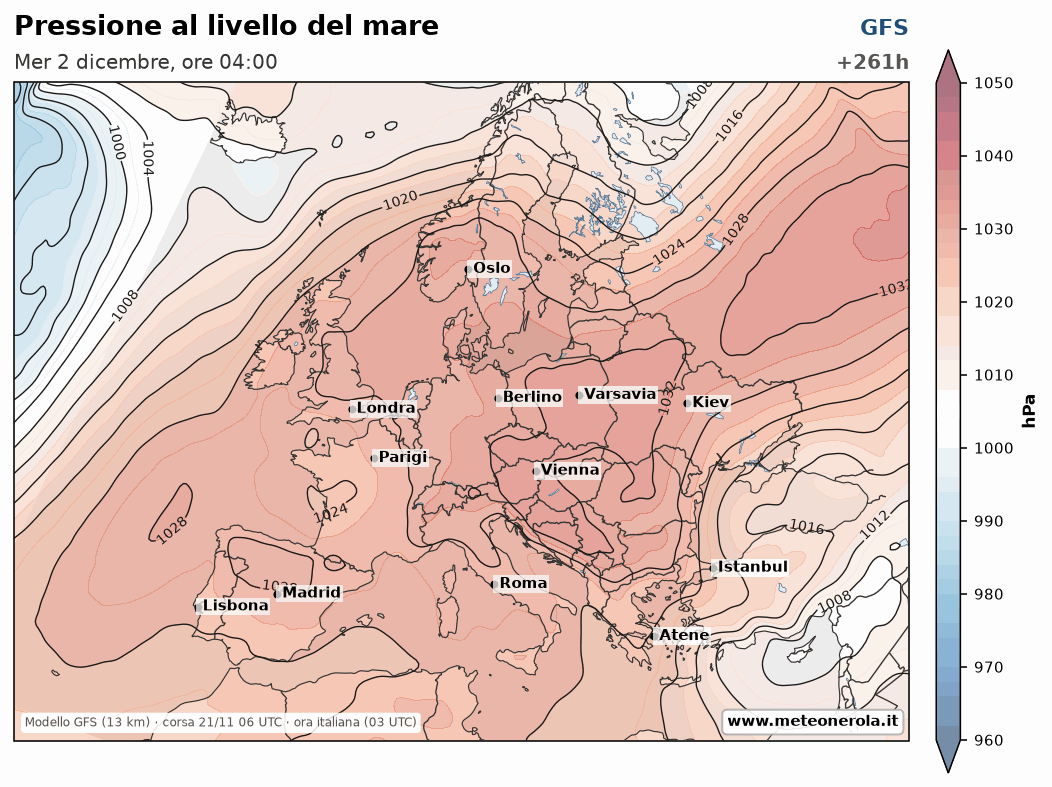 Pressione al livello del mare
GFS
Mer 2 dicembre, ore 04:00
+261h
1050
1040
1030
1020
1010
1000
990
980
970
960
hPa
1000
1004
1008
1008
1016
1020
1028
1024
1032
Oslo
1008
Londra
Berlino
Varsavia
1032
Kiev
Parigi
Vienna
1024
1028
1016
1012
Istanbul
Roma
Madrid
Lisbona
1008
Atene
Modello GFS (13 km) · corsa 21/11 06 UTC · ora italiana (03 UTC)
www.meteonerola.it